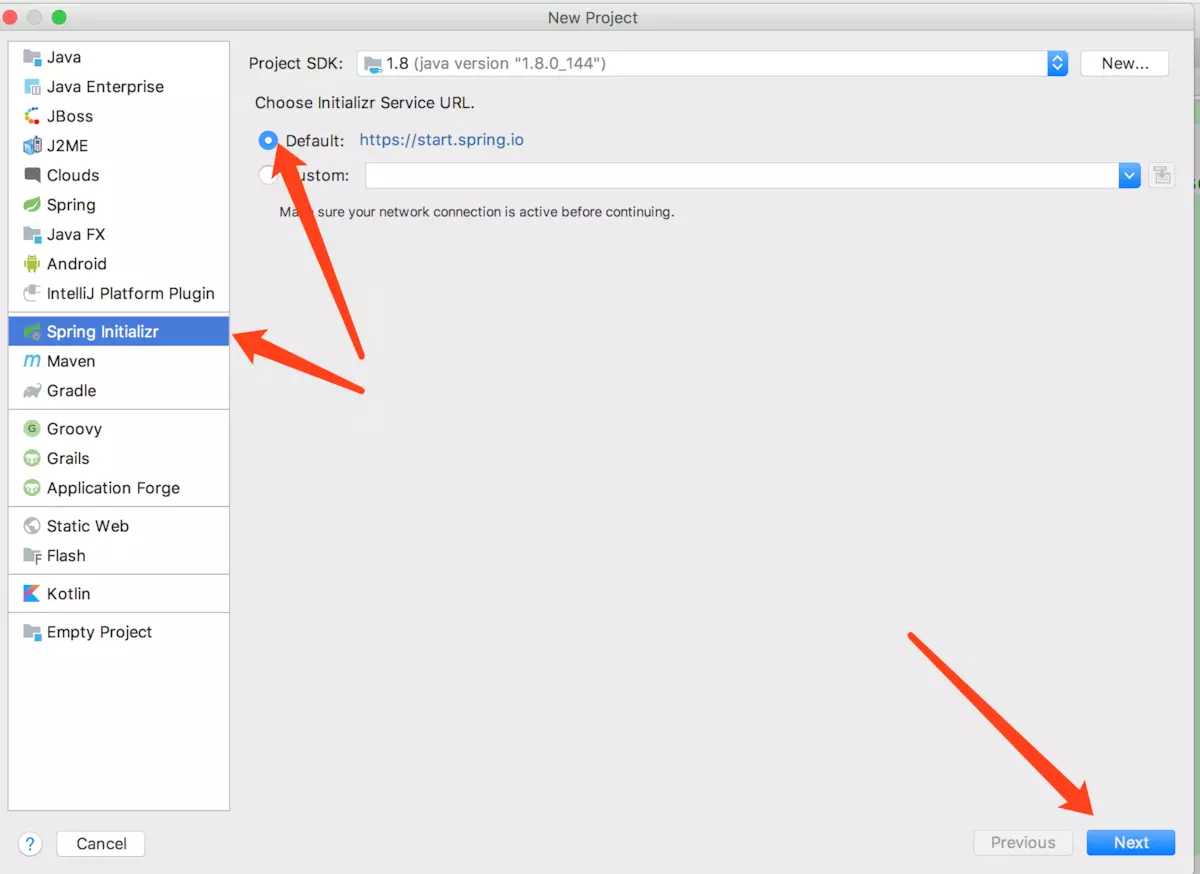 New Project
Java
Java Enterprise
JBoss
J2ME
Clouds
Spring
Java FX
Android
IntelliJ Platform Plugin
Spring Initializr
Maven
Gradle
Groovy
Grails
Application Forge
Static Web
Flash
Kotlin
Empty Project
Project SDK: 1.8 (java version "1.8.0_144") New...
Choose Initializr Service URL.
Default: https://start.spring.io
ustom:
Ma sure your network connection is active before continuing.
? Cancel Previous Next